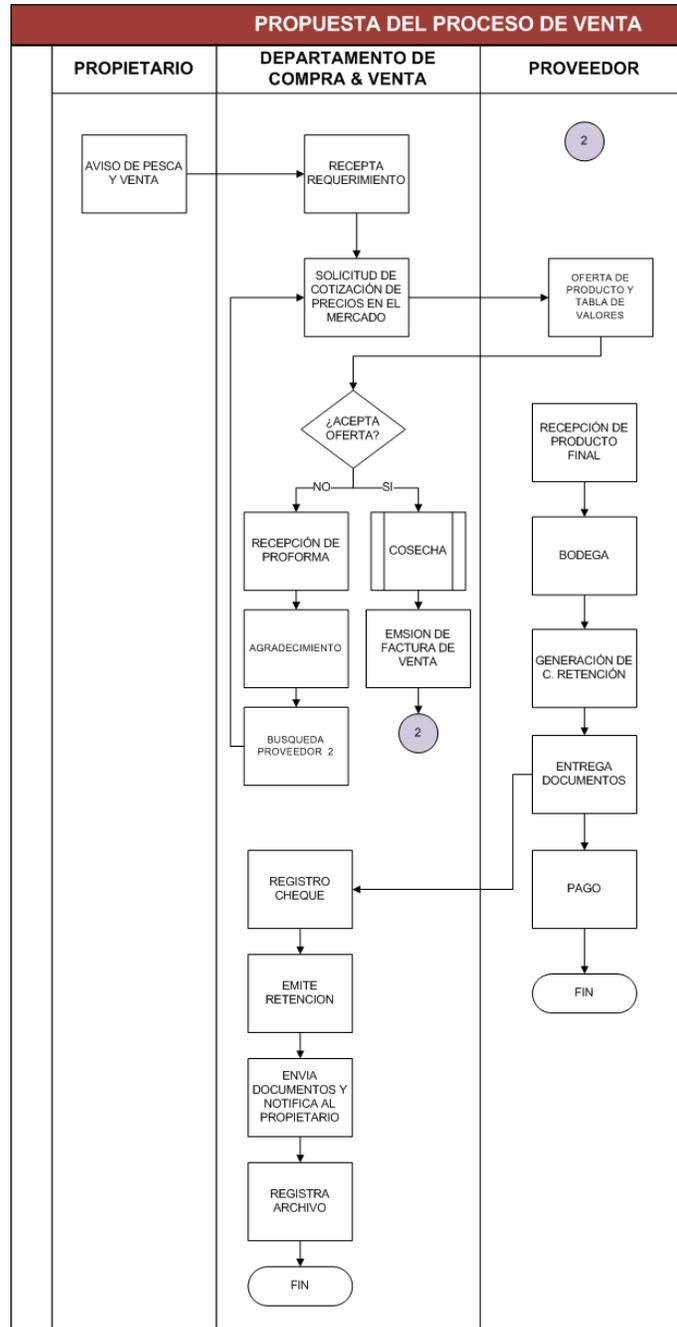 PROPUESTA DEL PROCESO DE VENTA
PROPIETARIO
DEPARTAMENTO DE
COMPRA & VENTA
PROVEEDOR
2
AVISO DE PESCA
Y VENTA
RECEPTA
REQUERIMIENTO
SOLICITUD DE
COTIZACIÓN DE
PRECIOS EN EL
MERCADO
OFERTA DE
PRODUCTO Y
TABLA DE
VALORES
¿ACEPTA
OFERTA?
NO
SI
RECEPCIÓN DE
PROFORMA
COSECHA
AGRADECIMIENTO
EMSION DE
FACTURA DE
VENTA
BUSQUEDA
PROVEEDOR 2
2
RECEPCIÓN DE
PRODUCTO
FINAL
BODEGA
GENERACIÓN DE
C. RETENCIÓN
ENTREGA
DOCUMENTOS
PAGO
FIN
REGISTRO
CHEQUE
EMITE
RETENCION
ENVIA
DOCUMENTOS Y
NOTIFICA AL
PROPIETARIO
REGISTRA
ARCHIVO
FIN